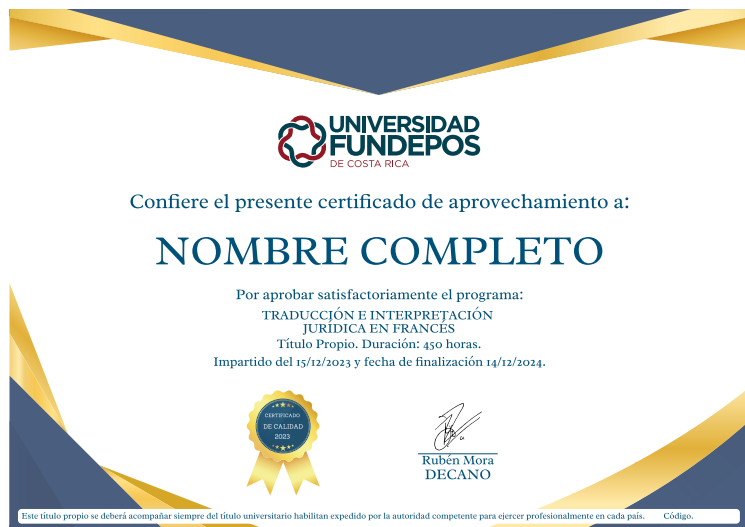 UNIVERSIDAD
FUNDEPOS
DE COSTA RICA
Confiere el presente certificado de aprovechamiento a:
NOMBRE COMPLETO
Por aprobar satisfactoriamente el programa:
TRADUCCIÓN E INTERPRETACIÓN
JURÍDICA EN FRANCÉS
Título Propio. Duración: 450 horas.
Impartido del 15/12/2023 y fecha de finalización 14/12/2024.
CERTIFICADO
DE CALIDAD
2023
Rubén Mora
DECANO
Este título propio se deberá acompañar siempre del título universitario habilitan expedido por la autoridad competente para ejercer profesionalmente en cada país. Código.